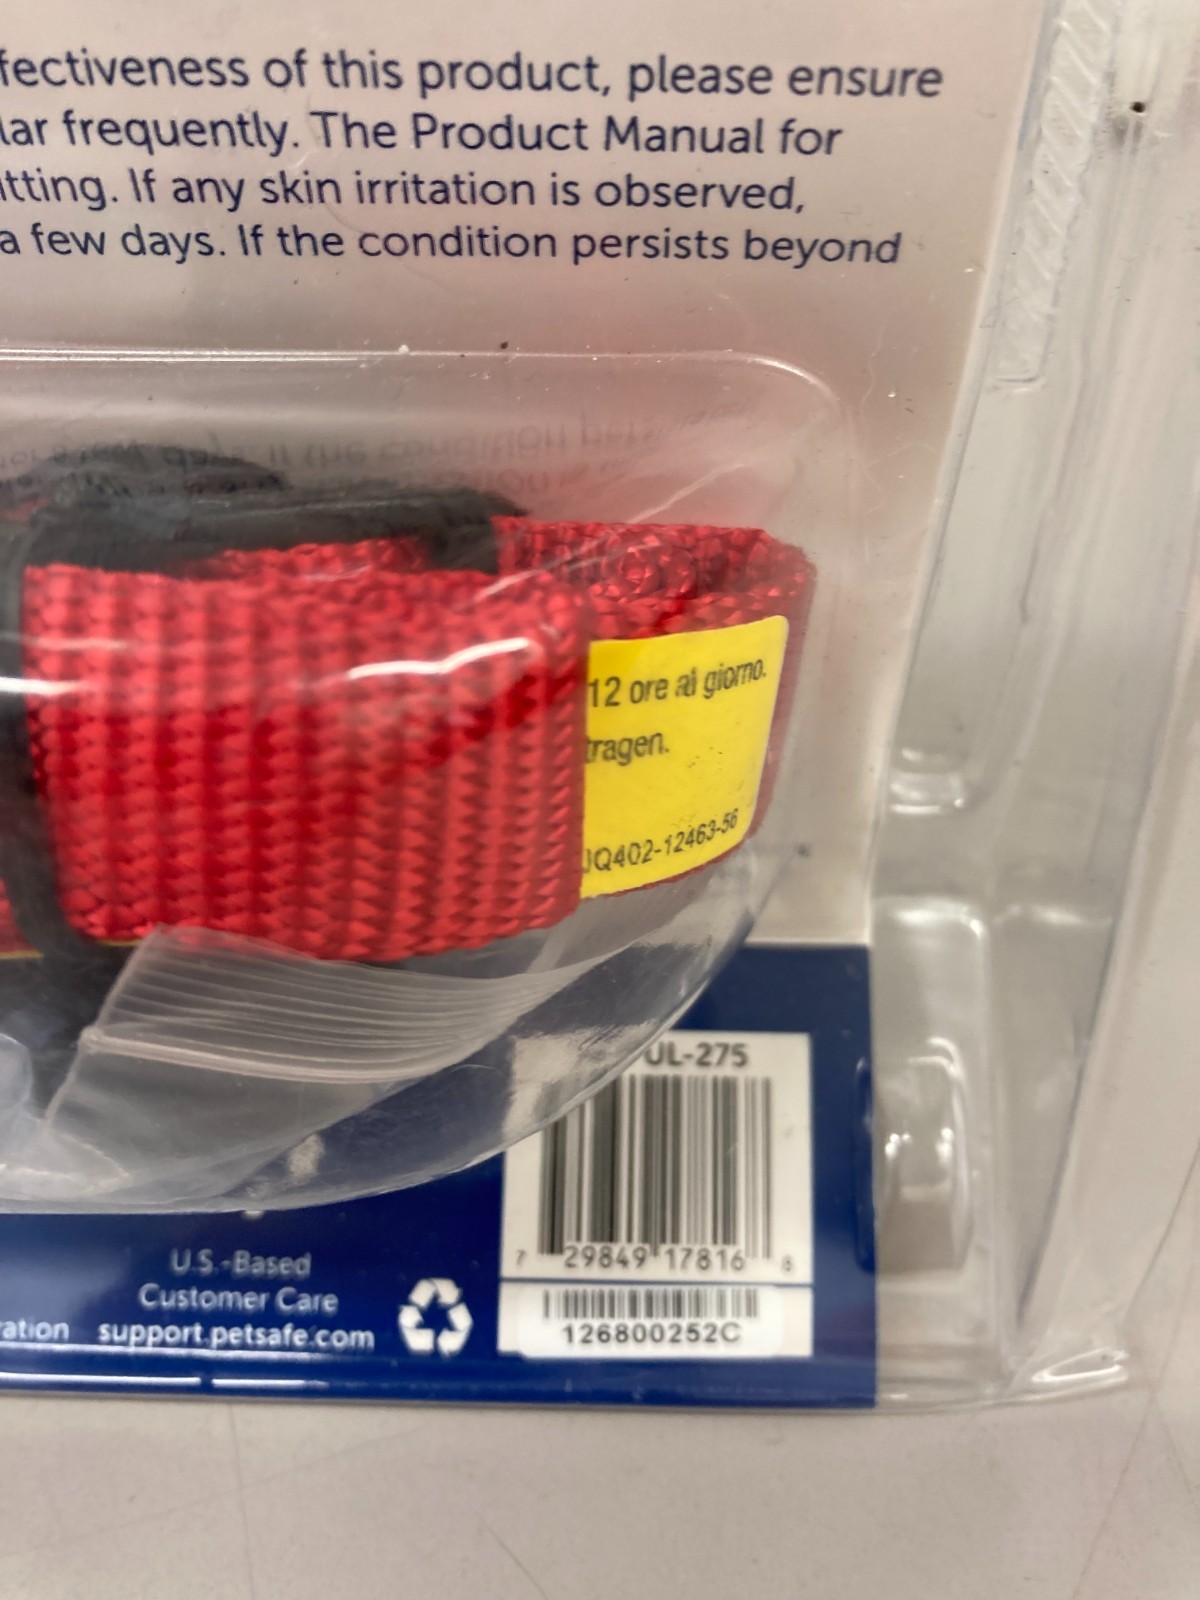 fectiveness of this product, please ensure
lar frequently. The Product Manual for
itting. If any skin irritation is observed,
a few days. If the condition persists beyond
12 ore al giorno.
tragen.
JQ402-12463-56
UL-275
7 29849 17816 8
126800252C
U.S.-Based
Customer Care
ration support.petsafe.com